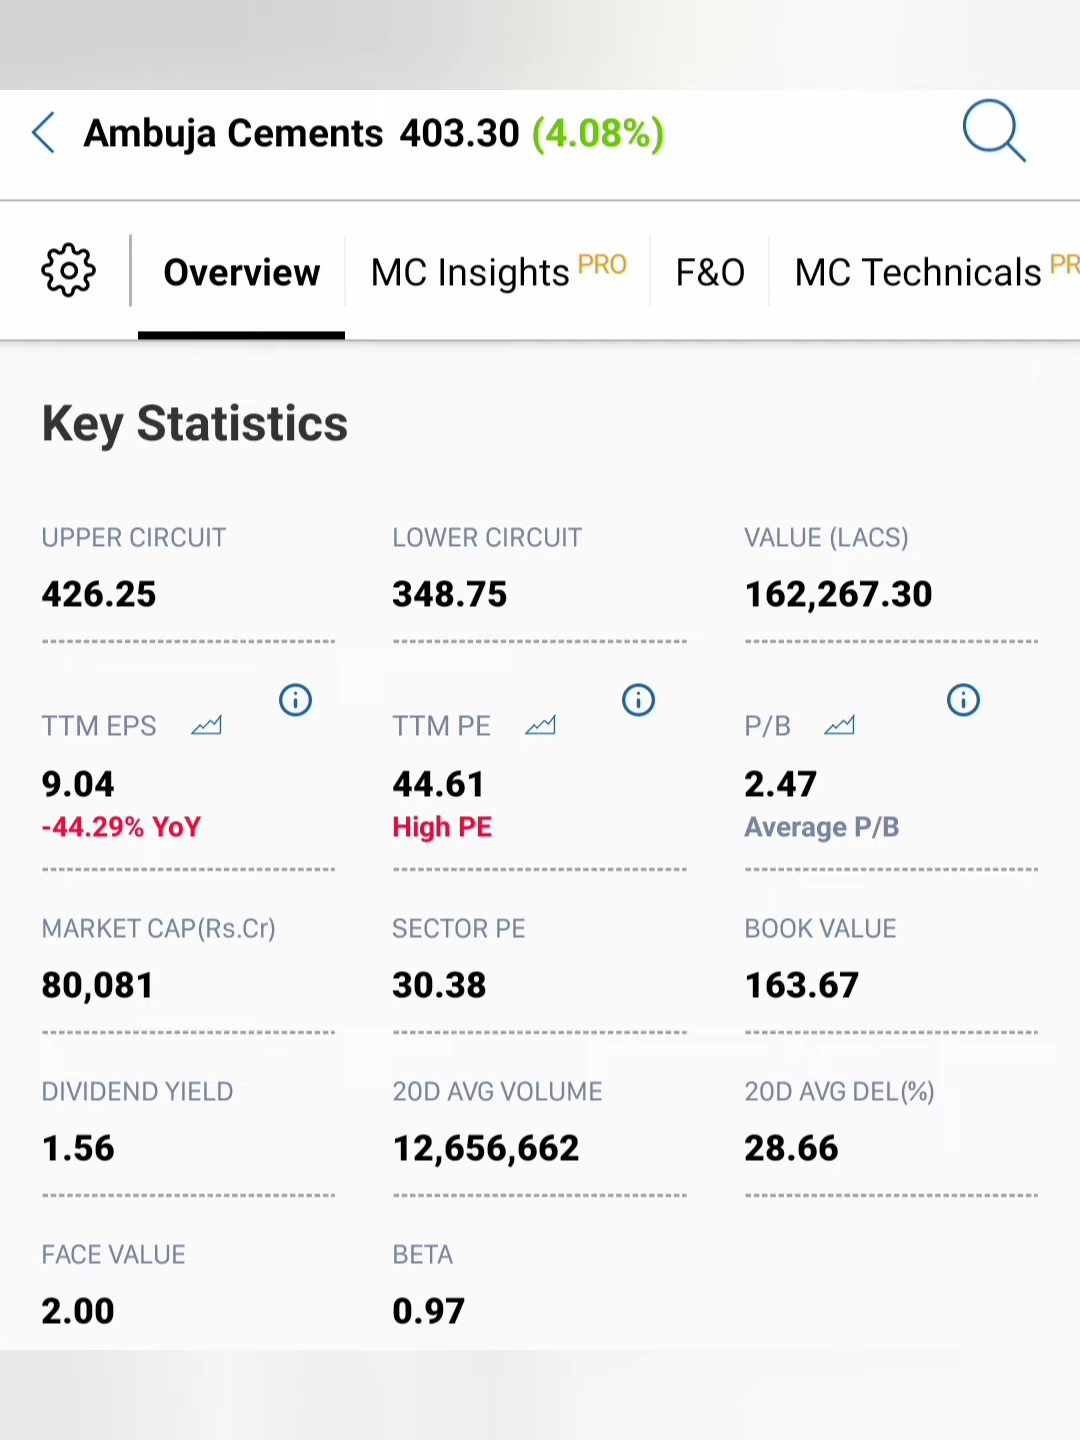 Ambuja Cements 403.30 (4.08%)
Overview MC Insights PRO F&O MC Technicals PR
Key Statistics
UPPER CIRCUIT LOWER CIRCUIT VALUE (LACS)
426.25 348.75 162,267.30
TTM EPS TTM PE P/B
9.04 44.61 2.47
-44.29% YoY High PE Average P/B
MARKET CAP(Rs.Cr) SECTOR PE BOOK VALUE
80,081 30.38 163.67
DIVIDEND YIELD 20D AVG VOLUME 20D AVG DEL(%)
1.56 12,656,662 28.66
FACE VALUE BETA
2.00 0.97